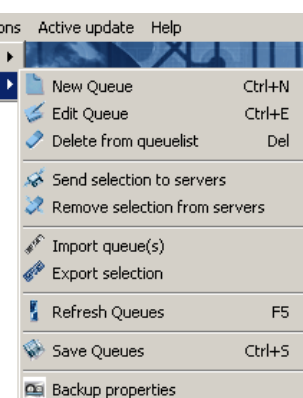 ons Active update Help
New Queue Ctrl+N
Edit Queue Ctrl+E
Delete from queuelist Del
Send selection to servers
Remove selection from servers
Import queue(s)
Export selection
Refresh Queues F5
Save Queues Ctrl+S
Backup properties